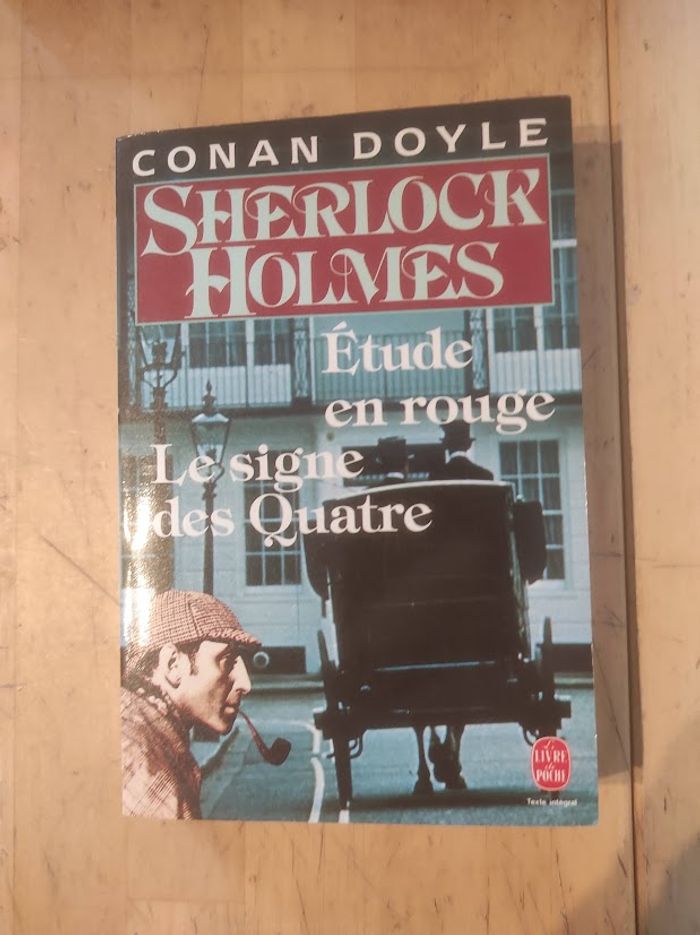 CONAN DOYLE
SHERLOCK
HOLMES
Étude
en rouge
Le signe
des Quatre
Le
LIVRE
de
POCHE
Texte intégral